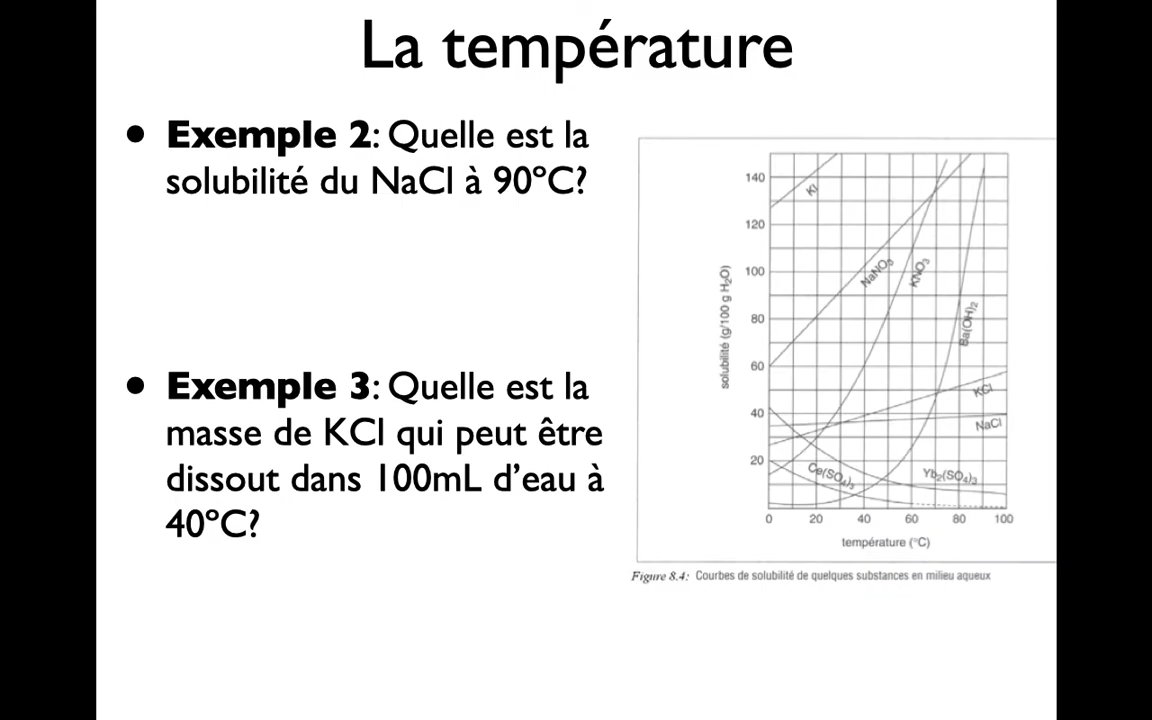 La température
• Exemple 2: Quelle est la
solubilité du NaCl à 90ºC?
• Exemple 3: Quelle est la
masse de KCl qui peut être
dissout dans 100mL d’eau à
40ºC?
solubilité (g/100 g H2O)
140
120
100
80
60
40
20
KI
NaNO3
KNO3
Ba(OH)2
KCl
NaCl
Ce(SO4)3
Yb2(SO4)3
0 20 40 60 80 100
température (°C)
Figure 8.4: Courbes de solubilité de quelques substances en milieu aqueux